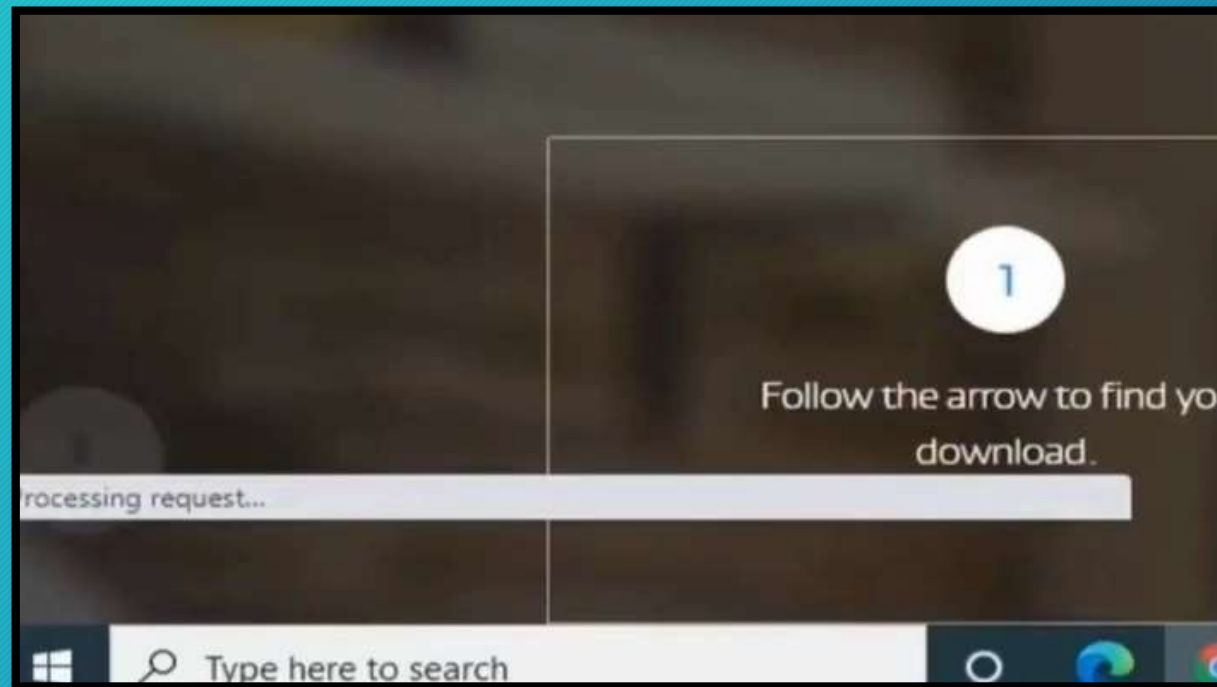 1
Follow the arrow to find yo
download.
rocessing request...
Type here to search